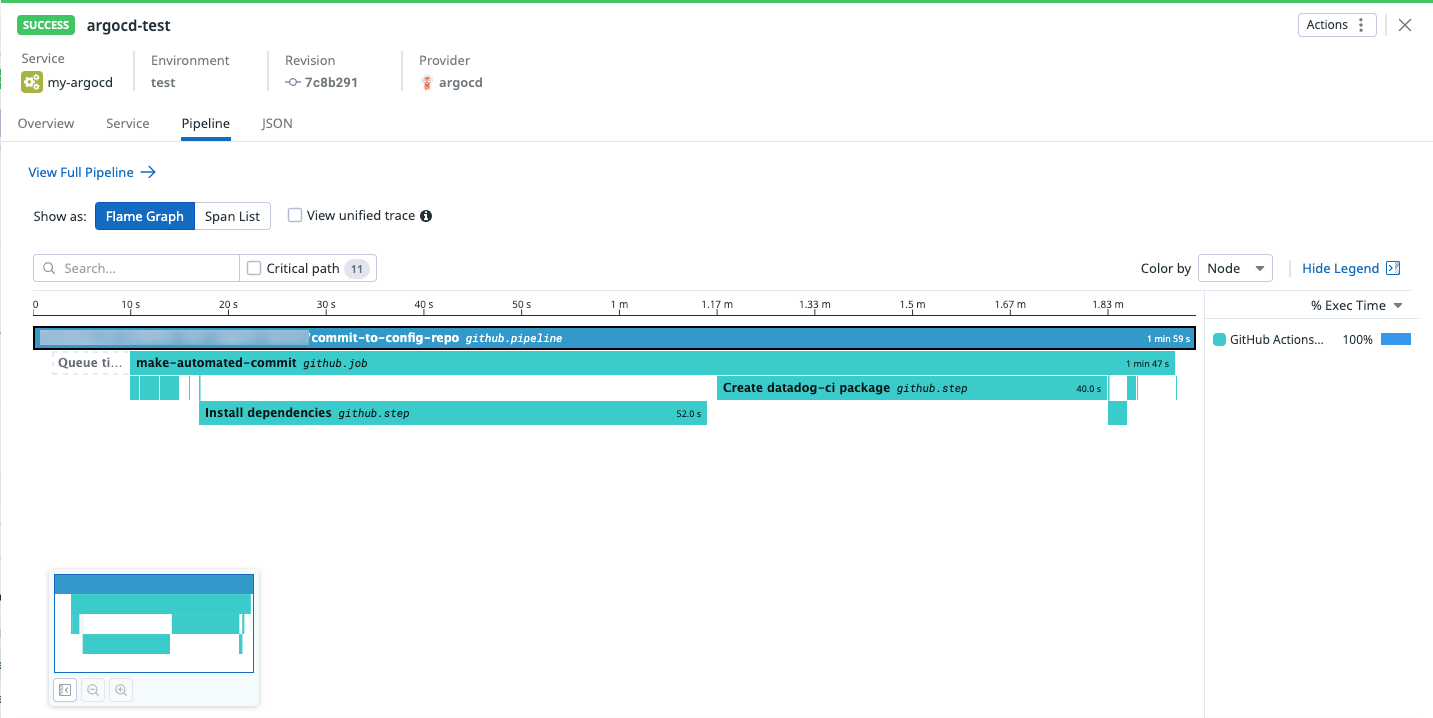 SUCCESS argocd-test Actions
Service Environment Revision Provider
my-argocd test 7c8b291 argocd
Overview Service Pipeline JSON
View Full Pipeline
Show as: Flame Graph Span List View unified trace
Search... Critical path 11 Color by Node Hide Legend
0 10 s 20 s 30 s 40 s 50 s 1 m 1.17 m 1.33 m 1.5 m 1.67 m 1.83 m % Exec Time
/commit-to-config-repo github.pipeline 1 min 59 s GitHub Actions... 100%
Queue ti... make-automated-commit github.job 1 min 47 s
Create datadog-ci package github.step 40.0 s
Install dependencies github.step 52.0 s